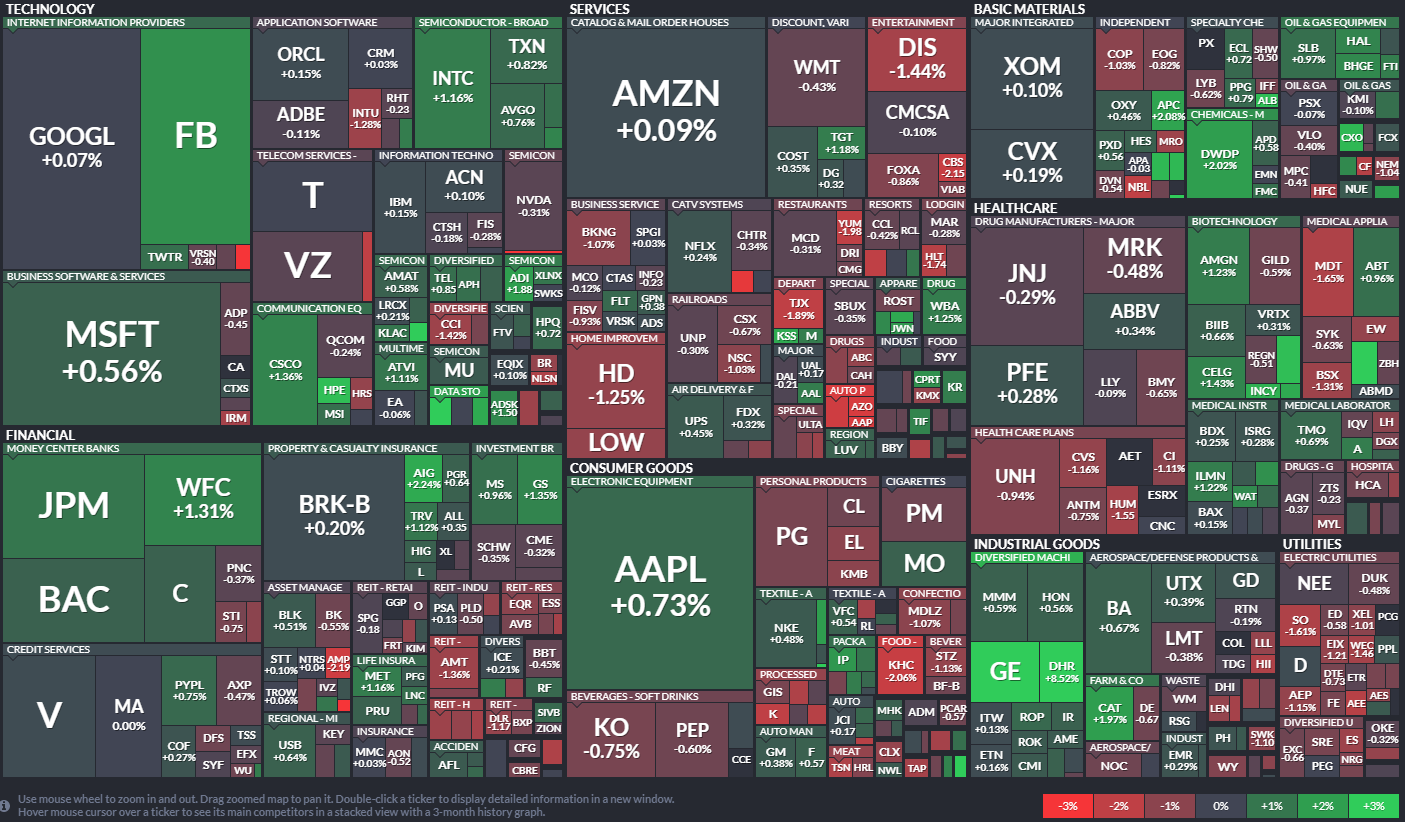 TECHNOLOGY
INTERNET INFORMATION PROVIDERS
GOOGL
+0.07%
FB
TWTR
VRSN
-0.40
APPLICATION SOFTWARE
ORCL
+0.15%
CRM
+0.03%
ADBE
-0.11%
INTU
-1.28%
RHT
-0.23
SEMICONDUCTOR - BROAD
INTC
+1.16%
TXN
+0.82%
AVGO
+0.76%
TELECOM SERVICES -
T
VZ
INFORMATION TECHNO
IBM
+0.15%
ACN
+0.10%
CTSH
-0.18%
FIS
-0.28%
SEMICON
NVDA
-0.31%
BUSINESS SOFTWARE & SERVICES
MSFT
+0.56%
ADP
-0.45
CA
CTXS
IRM
COMMUNICATION EQ
CSCO
+1.36%
QCOM
-0.24%
HPE
HRS
MSI
SEMICON
AMAT
+0.58%
LRCX
+0.21%
KLAC
DIVERSIFIED
TEL
+0.85
APH
SEMICON
ADI
+1.88
XLNX
SWKS
DIVERSIFIE
CCI
-1.42%
SCIEN
FTV
HPQ
+0.72
MULTIME
ATVI
+1.11%
EA
-0.06%
SEMICON
MU
EQIX
+0.10%
BR
NLSN
DATA STO
ADSK
+1.50
FINANCIAL
MONEY CENTER BANKS
JPM
WFC
+1.31%
BAC
C
PNC
-0.37%
STI
-0.75
PROPERTY & CASUALTY INSURANCE
BRK-B
+0.20%
AIG
+2.24%
PGR
+0.64
TRV
+1.12%
ALL
+0.35
HIG
XL
L
INVESTMENT BR
MS
+0.96%
GS
+1.35%
SCHW
-0.35%
CME
-0.32%
CREDIT SERVICES
V
MA
0.00%
PYPL
+0.75%
AXP
-0.47%
COF
+0.27%
DFS
SYF
TSS
EFX
WU
ASSET MANAGE
BLK
+0.51%
BK
-0.55%
STT
+0.10%
NTRS
+0.04
AMP
-2.19
TROW
+0.06%
IVZ
REIT - RETAI
SPG
-0.18
GGP
O
FRT
KIM
REIT - INDU
PSA
+0.13
PLD
-0.50
REIT - RES
EQR
ESS
AVB
REIT -
AMT
-1.36%
DIVERS
ICE
+0.21%
BBT
-0.45%
RF
LIFE INSURA
MET
+1.16%
PFG
LNC
PRU
REGIONAL - MI
USB
+0.64%
KEY
INSURANCE
MMC
+0.03%
AON
-0.52
REIT - H
REIT -
DLR
-1.17
BXP
SIVB
ZION
ACCIDEN
AFL
CFG
CBRE
SERVICES
CATALOG & MAIL ORDER HOUSES
AMZN
+0.09%
DISCOUNT, VARI
WMT
-0.43%
COST
+0.35%
TGT
+1.18%
DG
+0.32
ENTERTAINMENT
DIS
-1.44%
CMCSA
-0.10%
FOXA
-0.86%
CBS
-2.15
VIAB
BUSINESS SERVICE
BKNG
-1.07%
SPGI
+0.03%
MCO
-0.12%
CTAS
INFO
-0.23
FISV
-0.93%
FLT
GPN
+0.38
VRSK
ADS
CATV SYSTEMS
NFLX
+0.24%
CHTR
-0.34%
RESTAURANTS
MCD
-0.31%
YUM
-1.98
DRI
CMG
RESORTS
CCL
-0.42%
RCL
LODGIN
MAR
-0.28%
HLT
-1.74
RAILROADS
UNP
-0.30%
CSX
-0.67%
NSC
-1.03%
DEPART
TJX
-1.89%
KSS
M
SPECIAL
SBUX
-0.35%
APPARE
ROST
JWN
DRUG
WBA
+1.25%
HOME IMPROVEM
HD
-1.25%
LOW
MAJOR
DAL
-0.21
UAL
+0.17
AAL
DRUGS
ABC
CAH
INDUST
FOOD
SYY
AIR DELIVERY & F
UPS
+0.45%
FDX
+0.32%
SPECIAL
ULTA
AUTO P
AZO
AAP
REGION
LUV
CPRT
KMX
KR
TIF
BBY
CONSUMER GOODS
ELECTRONIC EQUIPMENT
AAPL
+0.73%
PERSONAL PRODUCTS
PG
CL
EL
KMB
CIGARETTES
PM
MO
TEXTILE - A
NKE
+0.48%
TEXTILE - A
VFC
+0.54
RL
CONFECTIO
MDLZ
-1.07%
PACKA
IP
FOOD -
KHC
-2.06%
BEVER
STZ
-1.13%
BF-B
BEVERAGES - SOFT DRINKS
KO
-0.75%
PEP
-0.60%
CCE
PROCESSED
GIS
K
AUTO
JCI
+0.17
MHK
ADM
PCAR
-0.57
AUTO MAN
GM
+0.38%
F
+0.57
MEAT
TSN
HRL
CLX
NWL
TAP
BASIC MATERIALS
MAJOR INTEGRATED
XOM
+0.10%
CVX
+0.19%
INDEPENDENT
COP
-1.03%
EOG
-0.82%
OXY
+0.46%
APC
+2.08%
PXD
+0.56
HES
MRO
APA
-0.03
DVN
-0.54
NBL
SPECIALTY CHE
PX
ECL
+0.72
SHW
-0.50
LYB
-0.62%
PPG
+0.79
IFF
ALB
CHEMICALS - M
DWDP
+2.02%
APD
+0.58
EMN
FMC
OIL & GAS EQUIPMEN
SLB
+0.97%
HAL
BHGE
FTI
OIL & GA
PSX
-0.07%
VLO
-0.40%
MPC
-0.41
HFC
OIL & GAS
KMI
-0.10%
CXO
FCX
CF
NEM
-1.04
NUE
HEALTHCARE
DRUG MANUFACTURERS - MAJOR
JNJ
-0.29%
MRK
-0.48%
ABBV
+0.34%
PFE
+0.28%
LLY
-0.09%
BMY
-0.65%
BIOTECHNOLOGY
AMGN
+1.23%
GILD
-0.59%
BIIB
+0.66%
VRTX
+0.31%
REGN
-0.51
CELG
+1.43%
INCY
MEDICAL APPLIA
MDT
-1.65%
ABT
+0.96%
SYK
-0.63%
EW
BSX
-1.31%
ZBH
ABMD
HEALTH CARE PLANS
UNH
-0.94%
CVS
-1.16%
AET
CI
-1.11%
ANTM
-0.75%
HUM
-1.55
ESRX
CNC
MEDICAL INSTR
BDX
+0.25%
ISRG
+0.28%
ILMN
+1.22%
WAT
BAX
+0.15%
MEDICAL LABORATOR
TMO
+0.69%
IQV
LH
A
DGX
DRUGS - G
AGN
-0.37
ZTS
-0.23
MYL
HOSPITA
HCA
INDUSTRIAL GOODS
DIVERSIFIED MACHI
MMM
+0.59%
HON
+0.56%
GE
DHR
+8.52%
ITW
+0.13%
ROP
IR
ETN
+0.16%
ROK
AME
CMI
AEROSPACE/DEFENSE PRODUCTS &
BA
+0.67%
UTX
+0.39%
GD
LMT
-0.38%
RTN
-0.19%
COL
LLL
TDG
HII
FARM & CO
CAT
+1.97%
DE
-0.67
WASTE
WM
RSG
DHI
LEN
AEROSPACE/
NOC
INDUST
EMR
+0.29%
PH
SWK
-1.10
WY
UTILITIES
ELECTRIC UTILITIES
NEE
DUK
-0.48%
SO
-1.61%
ED
-0.58
XEL
-1.01
PCG
EIX
-1.21
WEC
-1.46
PPL
D
DTE
-0.73
ETR
AEP
-1.15%
FE
AEE
AES
DIVERSIFIED U
EXC
-0.66
SRE
ES
OKE
-0.32%
PEG
NRG
Use mouse wheel to zoom in and out. Drag zoomed map to pan it. Double-click a ticker to display detailed information in a new window.
Hover mouse cursor over a ticker to see its main competitors in a stacked view with a 3-month history graph.
-3%
-2%
-1%
0%
+1%
+2%
+3%